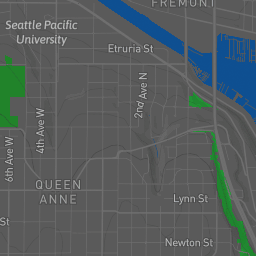 FREMONT
Seattle Pacific
University
Etruria St
2nd Ave N
4th Ave W
6th Ave W
QUEEN
ANNE
Lynn St
St
Newton St